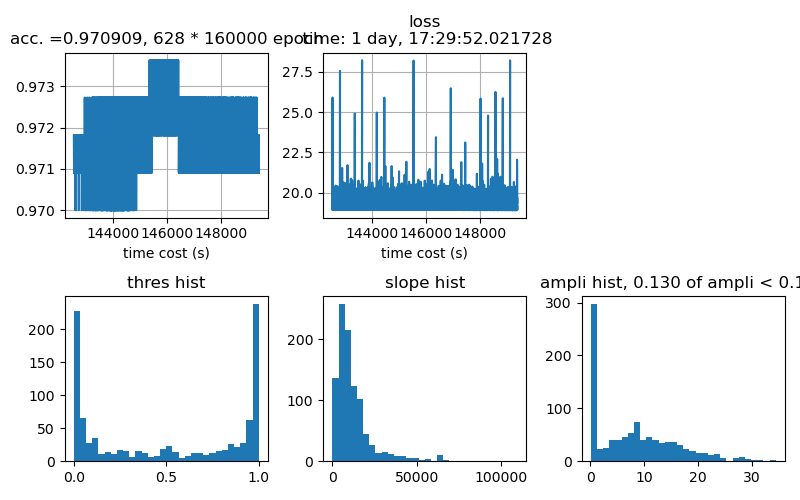 acc. =0.970909, 628 * 160000 epoch
loss
time: 1 day, 17:29:52.021728
0.973
0.972
0.971
0.970
144000 146000 148000
time cost (s)
27.5
25.0
22.5
20.0
144000 146000 148000
time cost (s)
thres hist
200
150
100
50
0
0.0 0.5 1.0
slope hist
200
100
0
0 50000 100000
ampli hist, 0.130 of ampli < 0.1
300
200
100
0
0 10 20 30